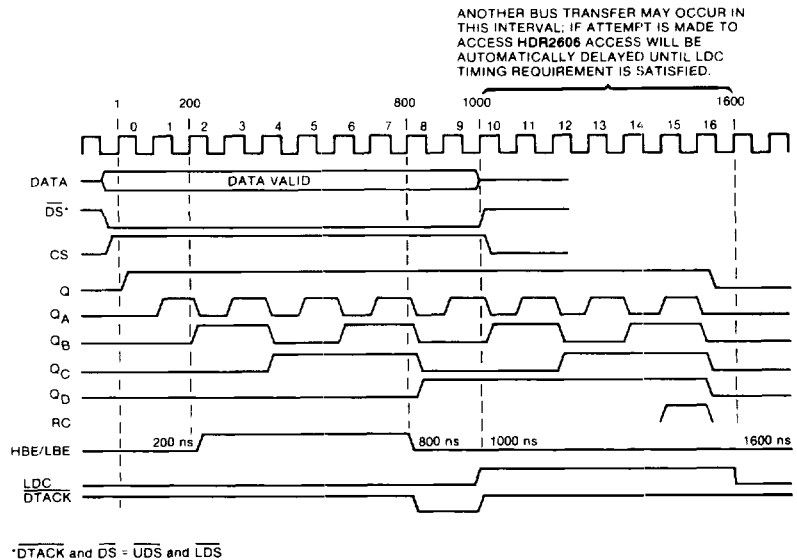 ANOTHER BUS TRANSFER MAY OCCUR IN
THIS INTERVAL; IF ATTEMPT IS MADE TO
ACCESS HDR2606 ACCESS WILL BE
AUTOMATICALLY DELAYED UNTIL LDC
TIMING REQUIREMENT IS SATISFIED.
1 200 800 1000 1600
0 1 2 3 4 5 6 7 8 9 10 11 12 13 14 15 16
DATA DATA VALID
DS*
CS
Q
QA
QB
QC
QD
RC
HBE/LBE 200 ns 800 ns 1000 ns 1600 ns
LDC
DTACK
*DTACK and DS = UDS and LDS